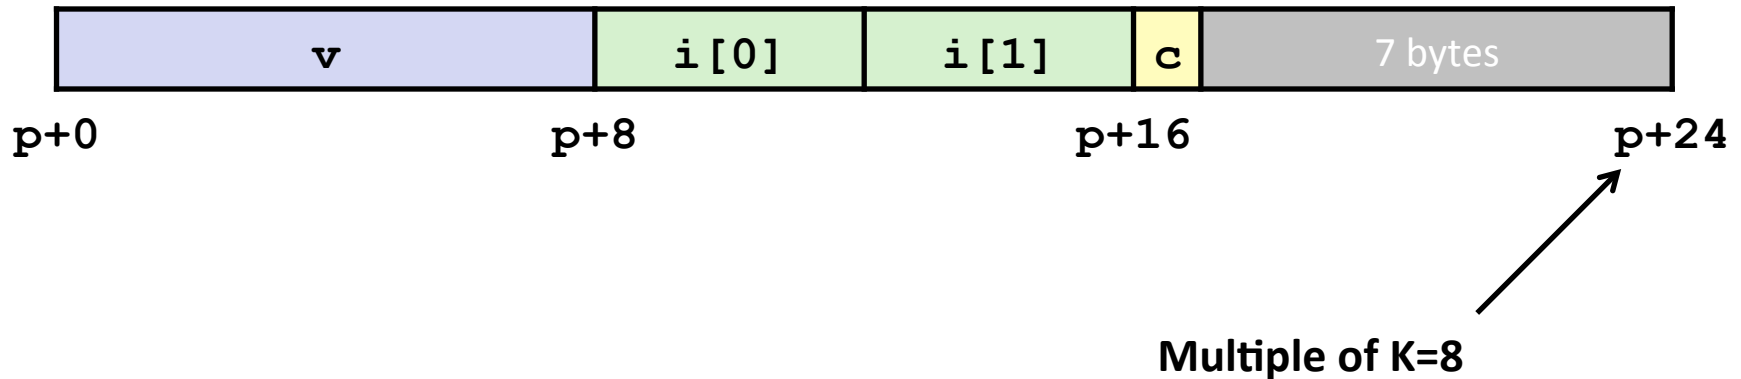 v i[0] i[1] c 7 bytes
p+0 p+8 p+16 p+24
Multiple of K=8